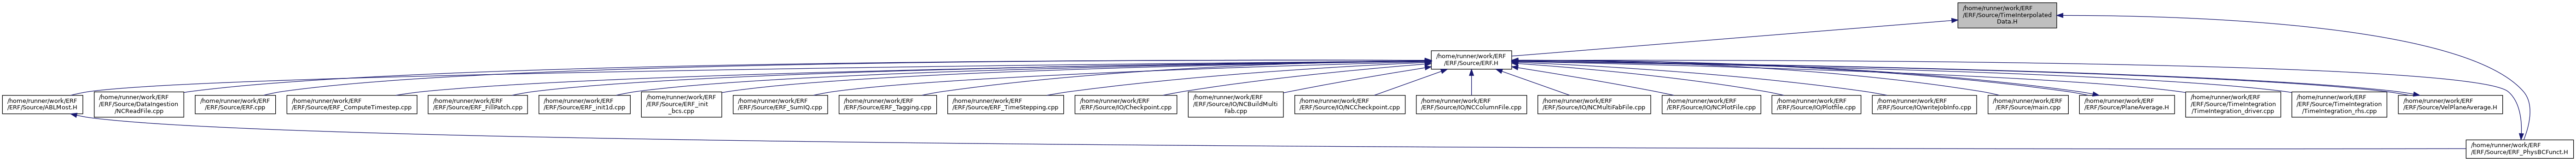 /home/runner/work/ERF
/ERF/Source/TimeInterpolated
Data.H
/home/runner/work/ERF
/ERF/Source/ERF.H
/home/runner/work/ERF
/ERF/Source/ABLMost.H
/home/runner/work/ERF
/ERF/Source/DataIngestion
/NCReadFile.cpp
/home/runner/work/ERF
/ERF/Source/ERF.cpp
/home/runner/work/ERF
/ERF/Source/ERF_ComputeTimestep.cpp
/home/runner/work/ERF
/ERF/Source/ERF_FillPatch.cpp
/home/runner/work/ERF
/ERF/Source/ERF_init1d.cpp
/home/runner/work/ERF
/ERF/Source/ERF_init
_bcs.cpp
/home/runner/work/ERF
/ERF/Source/ERF_SumIQ.cpp
/home/runner/work/ERF
/ERF/Source/ERF_Tagging.cpp
/home/runner/work/ERF
/ERF/Source/ERF_TimeStepping.cpp
/home/runner/work/ERF
/ERF/Source/IO/Checkpoint.cpp
/home/runner/work/ERF
/ERF/Source/IO/NCBuildMulti
Fab.cpp
/home/runner/work/ERF
/ERF/Source/IO/NCCheckpoint.cpp
/home/runner/work/ERF
/ERF/Source/IO/NCColumnFile.cpp
/home/runner/work/ERF
/ERF/Source/IO/NCMultiFabFile.cpp
/home/runner/work/ERF
/ERF/Source/IO/NCPlotFile.cpp
/home/runner/work/ERF
/ERF/Source/IO/Plotfile.cpp
/home/runner/work/ERF
/ERF/Source/IO/writeJobInfo.cpp
/home/runner/work/ERF
/ERF/Source/main.cpp
/home/runner/work/ERF
/ERF/Source/PlaneAverage.H
/home/runner/work/ERF
/ERF/Source/TimeIntegration
/TimeIntegration_driver.cpp
/home/runner/work/ERF
/ERF/Source/TimeIntegration
/TimeIntegration_rhs.cpp
/home/runner/work/ERF
/ERF/Source/VelPlaneAverage.H
/home/runner/work/ERF
/ERF/Source/ERF_PhysBCFunct.H